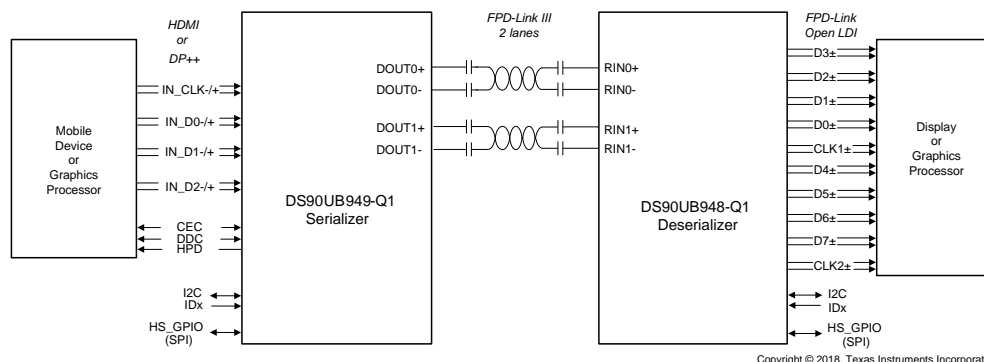 HDMI
or
DP++
FPD-Link III
2 lanes
FPD-Link
Open LDI
Mobile
Device
or
Graphics
Processor
IN_CLK-/+
IN_D0-/+
IN_D1-/+
IN_D2-/+
CEC
DDC
HPD
I2C
IDx
HS_GPIO
(SPI)
DS90UB949-Q1
Serializer
DOUT0+
DOUT0-
DOUT1+
DOUT1-
RIN0+
RIN0-
RIN1+
RIN1-
DS90UB948-Q1
Deserializer
D3±
D2±
D1±
D0±
CLK1±
D4±
D5±
D6±
D7±
CLK2±
I2C
IDx
HS_GPIO
(SPI)
Display
or
Graphics
Processor
Copyright © 2018, Texas Instruments Incorporat